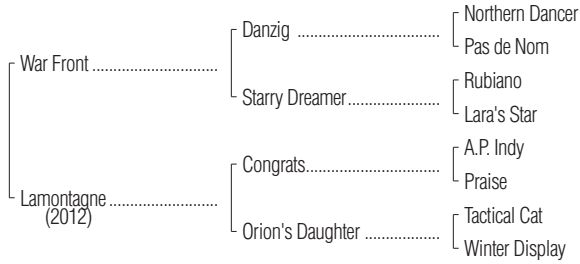 Northern Dancer
Danzig ..........................................
Pas de Nom
War Front .....................................
Rubiano
Starry Dreamer...........................
Lara's Star
A.P. Indy
Congrats.......................................
Praise
Lamontagne ................................
(2012)
Tactical Cat
Orion's Daughter ......................
Winter Display